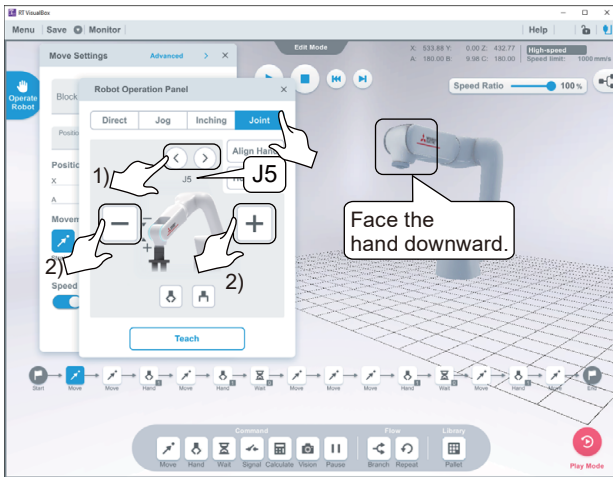 RT VisualBox
Menu Save Monitor Help
Edit Mode
X: 533.88 Y: 0.00 Z: 432.77 High-speed
A: 180.00 B: 9.58 C: 180.00 Speed limit: 1000 mm/s
Move Settings Advanced > ×
Operate
Robot
Robot Operation Panel ×
Speed Ratio 100 %
Block
Direct Jog Inching Joint
Align Hand
1)
J5
J5
X
A
Face the
hand downward.
2)
2)
Speed
Teach
Start Move Move Hand Move Hand Wait Move Move Move Hand Wait Move Hand Move End
Command Flow Library
Move Hand Wait Signal Calculate Vision Pause Branch Repeat Pallet
Play Mode